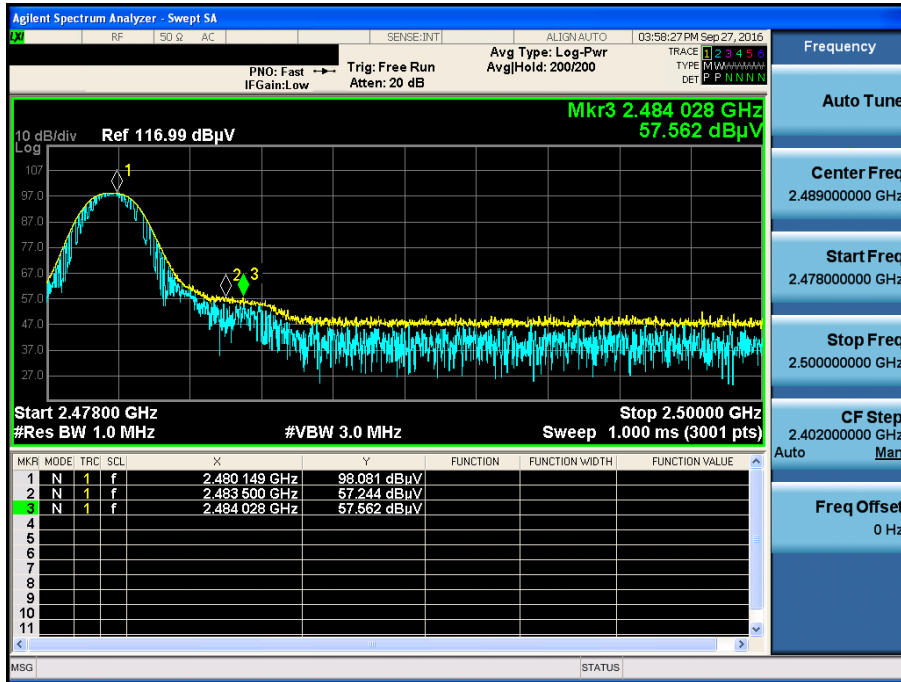 Agilent Spectrum Analyzer - Swept SA
LXI RF 50 Ω AC SENSE:INT ALIGN AUTO 03:58:27 PM Sep 27, 2016
Frequency
PNO: Fast Trig: Free Run Avg Type: Log-Pwr TRACE 1 2 3 4 5 6
IFGain:Low Atten: 20 dB Avg|Hold: 200/200 TYPE M W W W W W
DET P P N N N N
Auto Tune
Mkr3 2.484 028 GHz
57.562 dBµV
10 dB/div Ref 116.99 dBµV
Log
107
97.0
87.0
77.0
67.0
57.0
47.0
37.0
27.0
1
2 3
Start 2.47800 GHz Stop 2.50000 GHz
#Res BW 1.0 MHz #VBW 3.0 MHz Sweep 1.000 ms (3001 pts)
Center Freq
2.489000000 GHz
Start Freq
2.478000000 GHz
Stop Freq
2.500000000 GHz
CF Step
2.402000000 GHz
Auto Man
Freq Offset
0 Hz
MKR MODE TRC SCL X Y FUNCTION FUNCTION WIDTH FUNCTION VALUE
1 N 1 f 2.480 149 GHz 98.081 dBµV
2 N 1 f 2.483 500 GHz 57.244 dBµV
3 N 1 f 2.484 028 GHz 57.562 dBµV
4
5
6
7
8
9
10
11
MSG STATUS